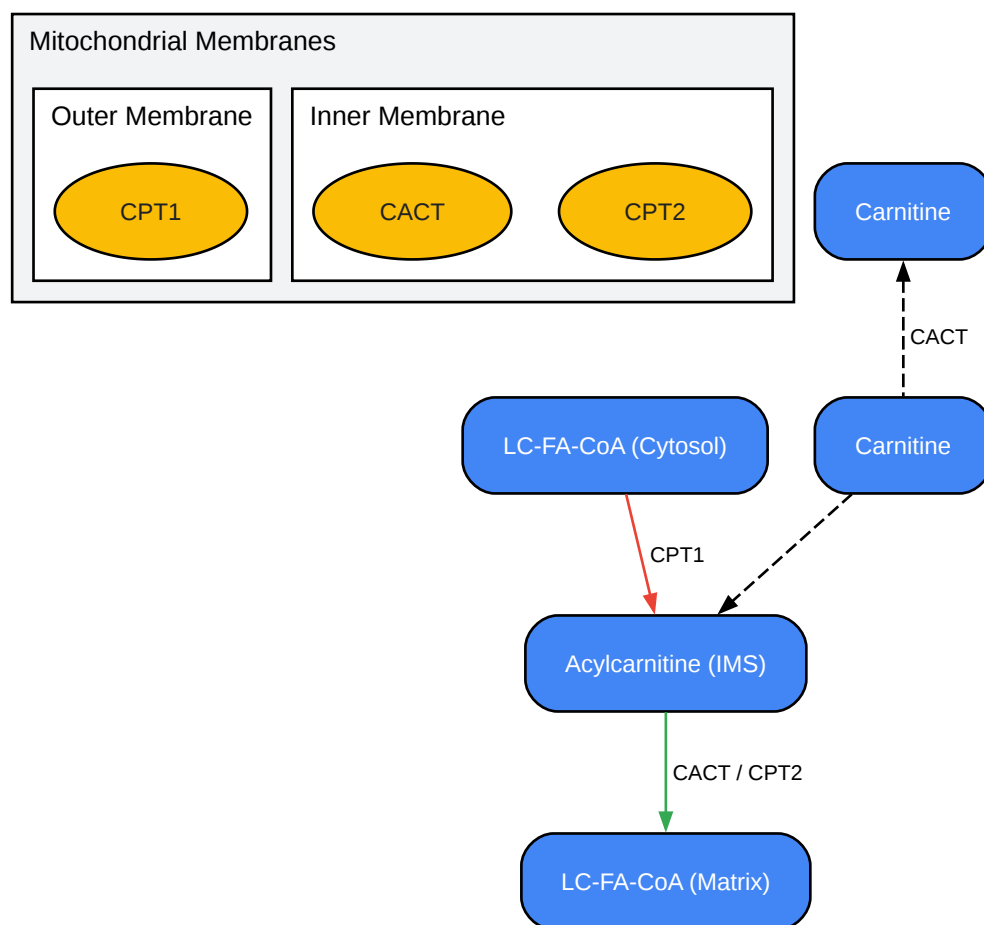 Mitochondrial Membranes
Outer Membrane
Inner Membrane
CPT1
CACT
CPT2
Carnitine
CACT
LC-FA-CoA (Cytosol)
Carnitine
CPT1
Acylcarnitine (IMS)
CACT / CPT2
LC-FA-CoA (Matrix)